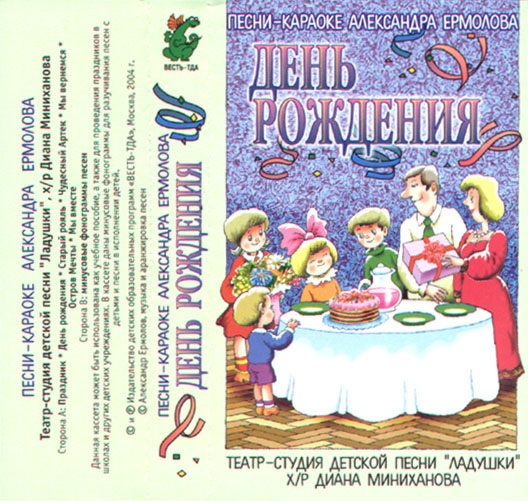 ПЕСНИ-КАРАОКЕ АЛЕКСАНДРА ЕРМОЛОВА
Театр-студия детской песни "Ладушки", х/р Диана Миниханова
Сторона А: Праздник * День рождения * Старый рояль * Чудесный Артек * Мы вернемся *
Остров Мечты * Мы вместе
Сторона В: минусовые фонограммы песен
Данная кассета может быть использована как учебное пособие, а также для проведения праздников в
школах и других детских учреждениях. В кассете даны минусовые фонограммы для разучивания песен с
детьми и песни в исполнении детей,
© и Ⓟ Издательство детских образовательных программ «ВЕСТЬ-ТДА», Москва, 2004 г.
© Александр Ермолов, музыка и аранжировка песен
ВЕСТЬ-ТДА
ПЕСНИ-КАРАОКЕ АЛЕКСАНДРА ЕРМОЛОВА
ДЕНЬ РОЖДЕНИЯ
ПЕСНИ-КАРАОКЕ АЛЕКСАНДРА ЕРМОЛОВА
ДЕНЬ
РОЖДЕНИЯ
ТЕАТР-СТУДИЯ ДЕТСКОЙ ПЕСНИ "ЛАДУШКИ"
Х/Р ДИАНА МИНИХАНОВА